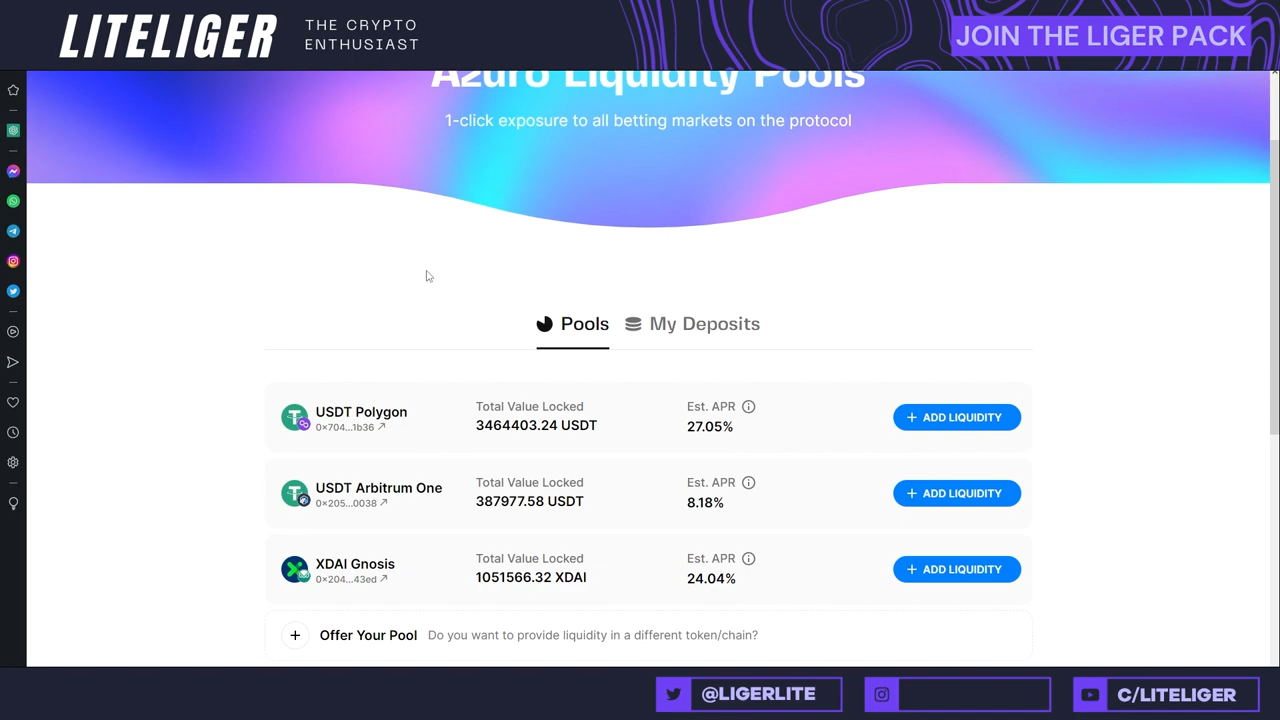 LITELIGER
THE CRYPTO
ENTHUSIAST
JOIN THE LIGER PACK
Azuro Liquidity Pools
1-click exposure to all betting markets on the protocol
Pools
My Deposits
USDT Polygon
0x704...1b36
Total Value Locked
3464403.24 USDT
Est. APR
27.05%
+ ADD LIQUIDITY
USDT Arbitrum One
0x205...0038
Total Value Locked
387977.58 USDT
Est. APR
8.18%
+ ADD LIQUIDITY
XDAI Gnosis
0x204...43ed
Total Value Locked
1051566.32 XDAI
Est. APR
24.04%
+ ADD LIQUIDITY
+ Offer Your Pool Do you want to provide liquidity in a different token/chain?
@LIGERLITE
C/LITELIGER